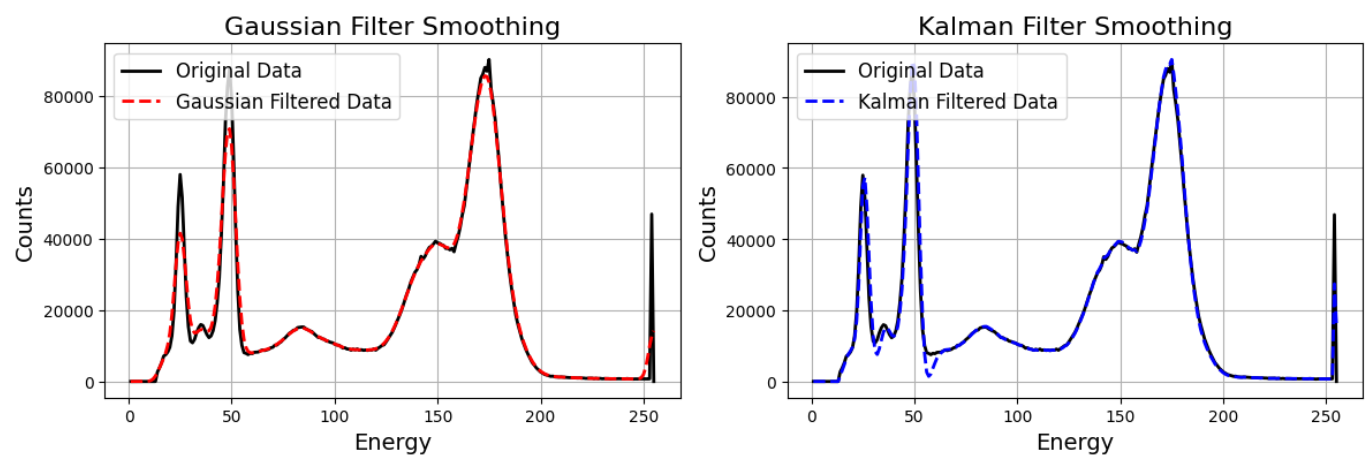 Gaussian Filter Smoothing
Original Data
Gaussian Filtered Data
80000
60000
40000
20000
0
Counts
0 50 100 150 200 250
Energy
Kalman Filter Smoothing
Original Data
Kalman Filtered Data
80000
60000
40000
20000
0
Counts
0 50 100 150 200 250
Energy